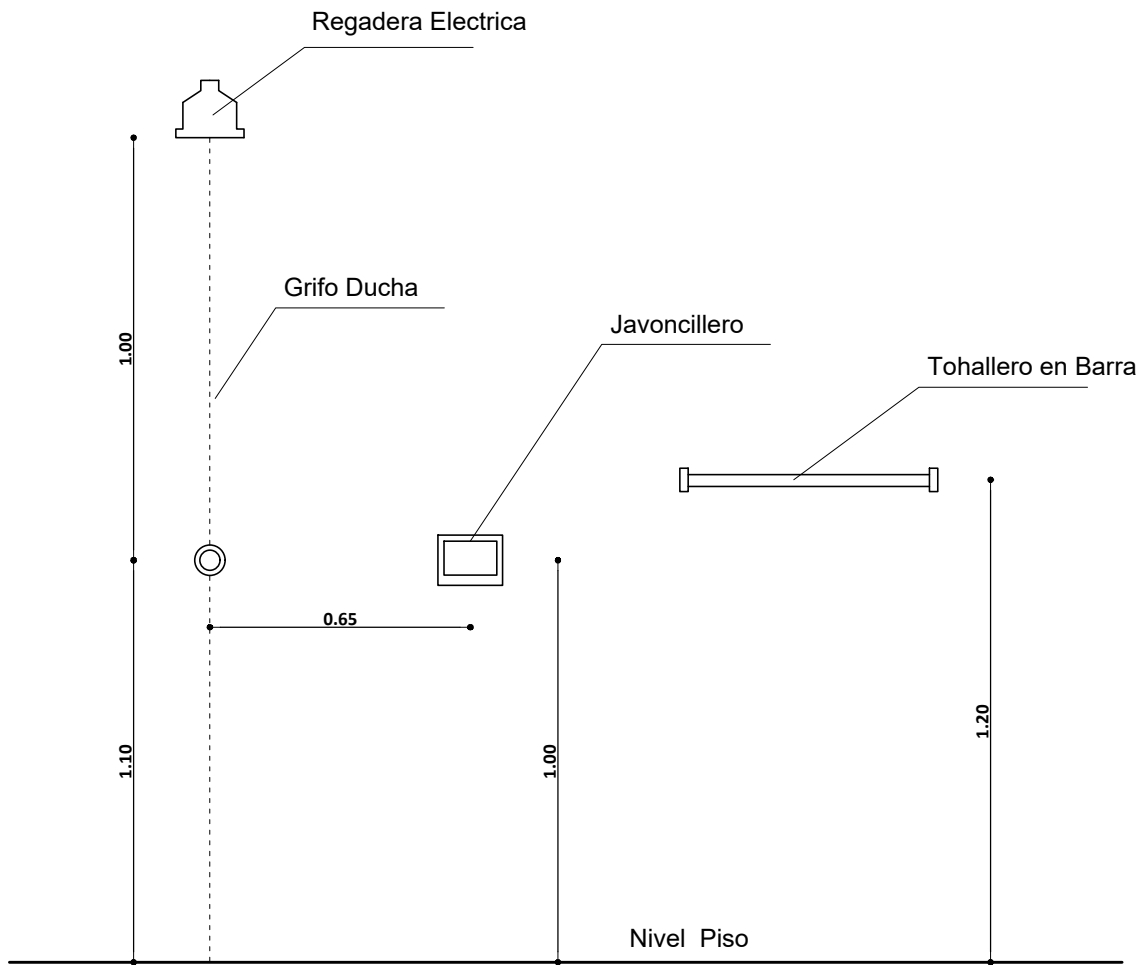 Regadera Electrica
Grifo Ducha
Javoncillero
Tohallero en Barra
1.00
0.65
1.10
1.00
1.20
Nivel Piso